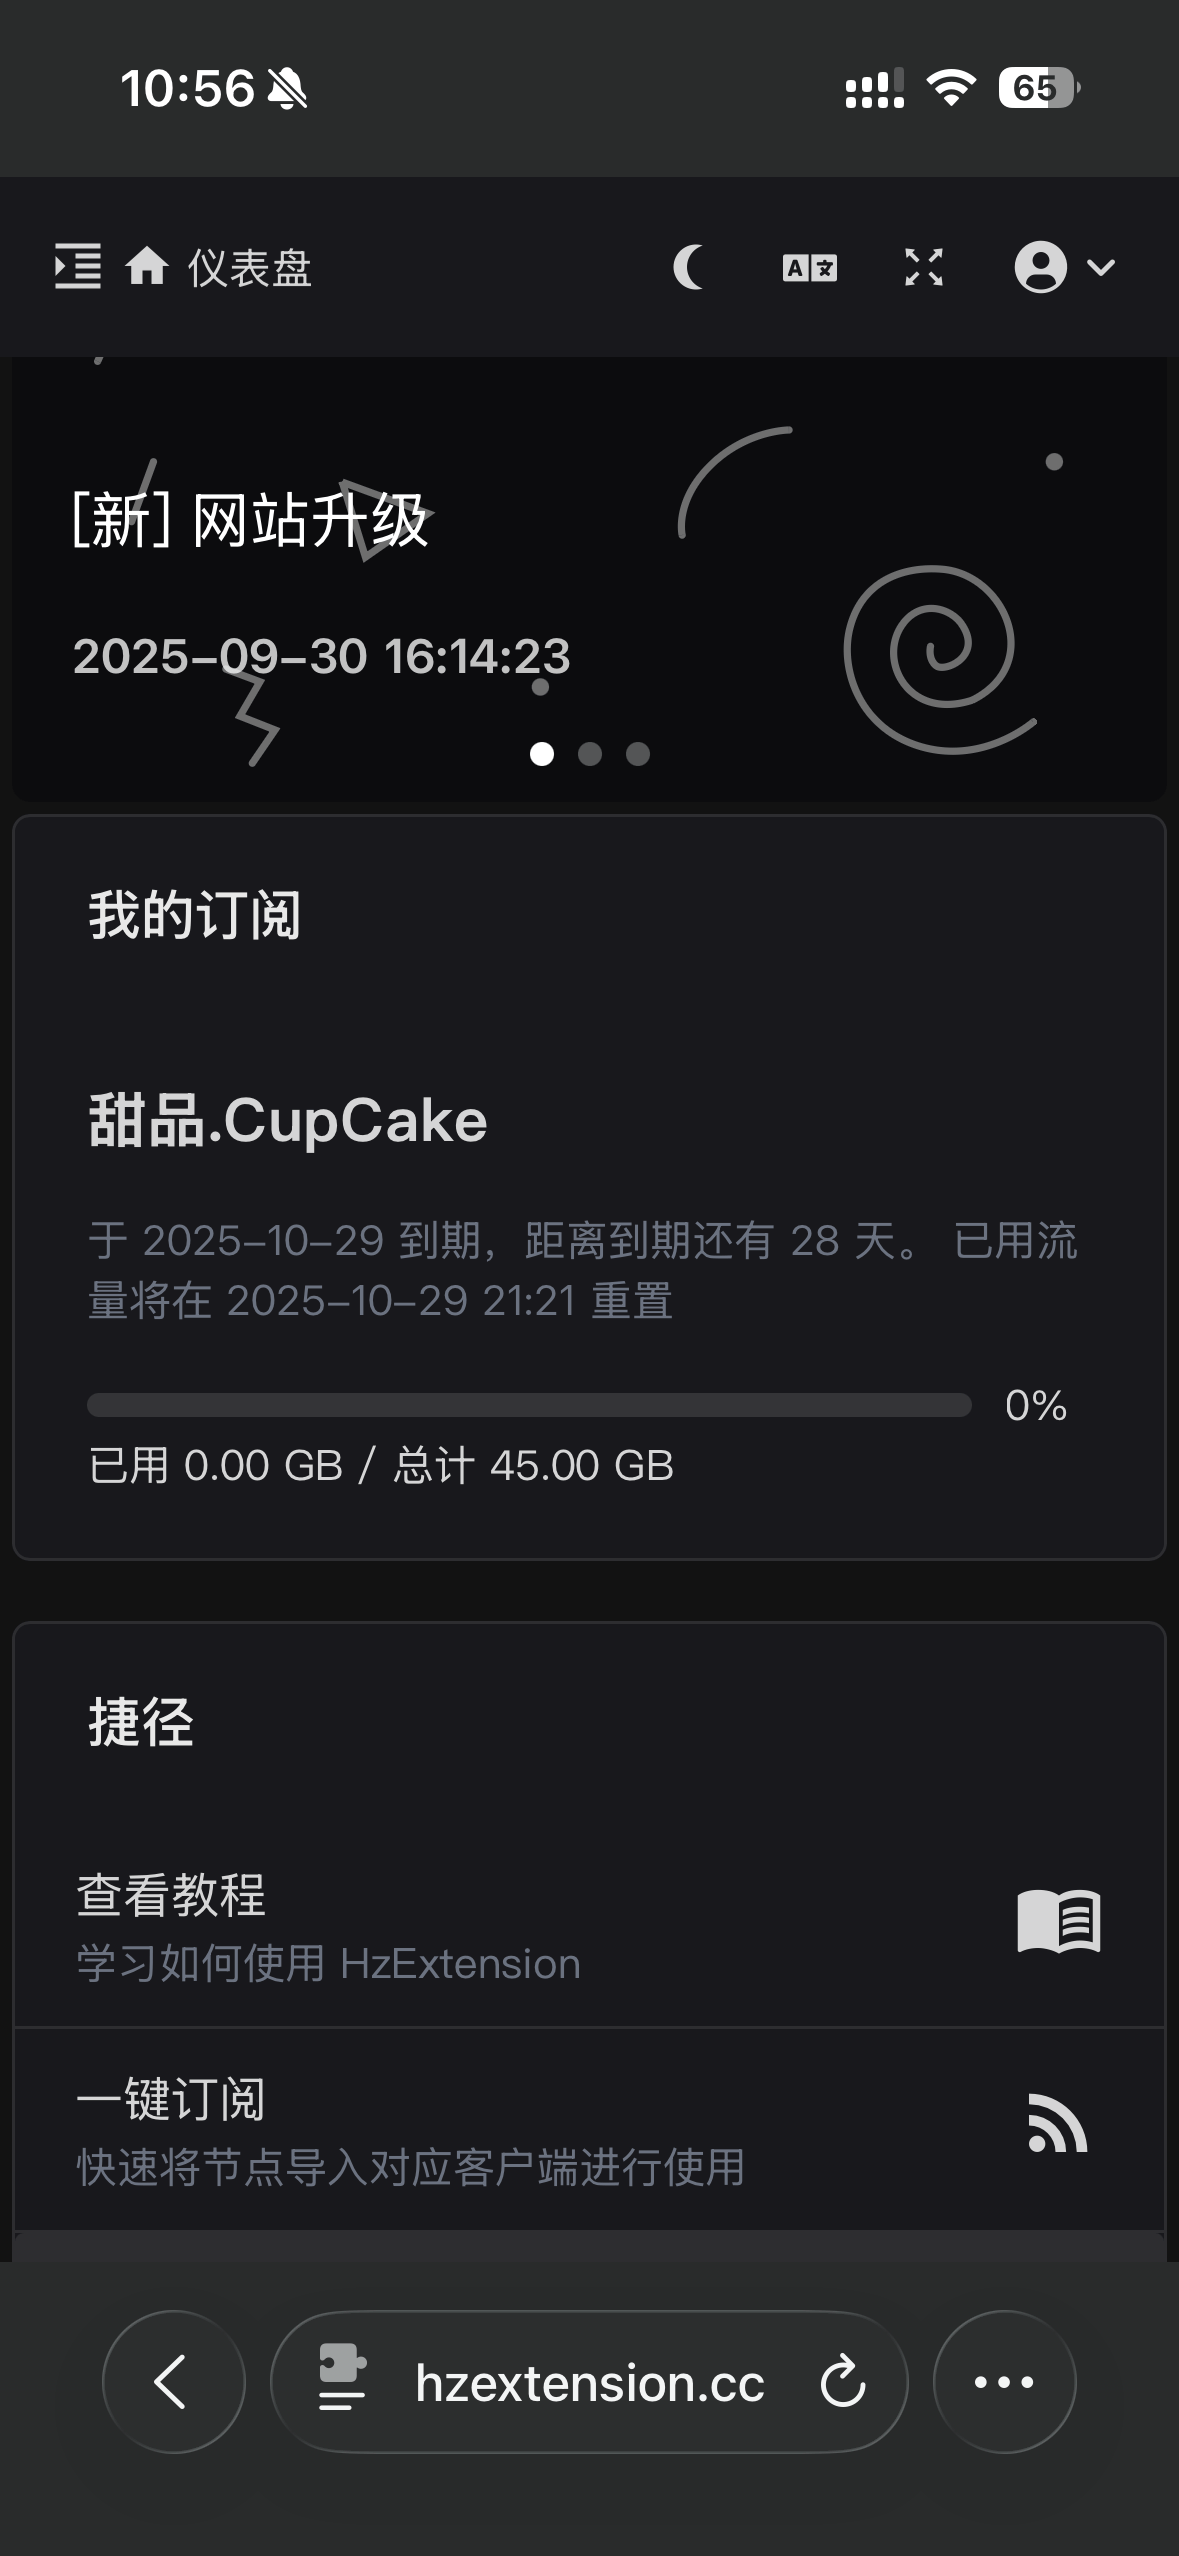 10:56
65
仪表盘
A 文
[新] 网站升级
2025-09-30 16:14:23
我的订阅
甜品.CupCake
于 2025-10-29 到期，距离到期还有 28 天。 已用流
量将在 2025-10-29 21:21 重置
0%
已用 0.00 GB / 总计 45.00 GB
捷径
查看教程
学习如何使用 HzExtension
一键订阅
快速将节点导入对应客户端进行使用
hzextension.cc